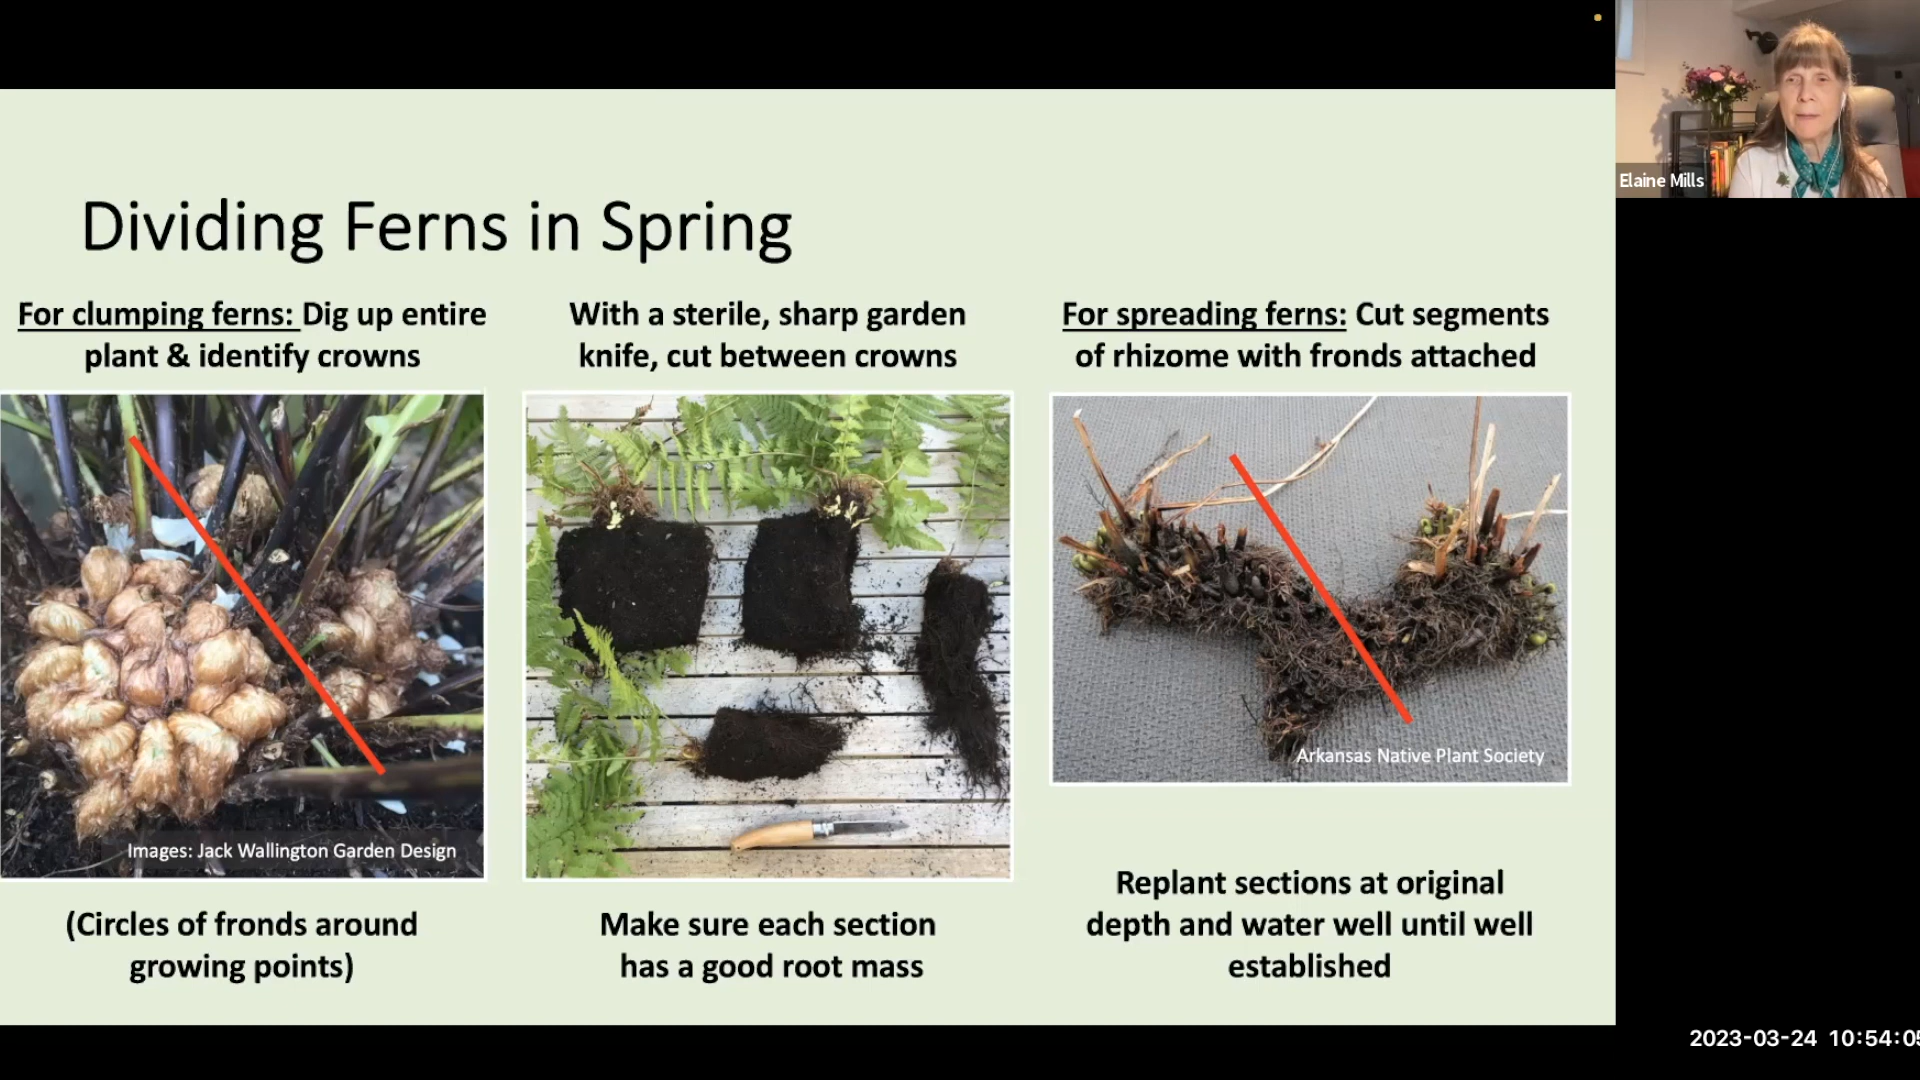 Elaine Mills
Dividing Ferns in Spring
For clumping ferns: Dig up entire
plant & identify crowns
With a sterile, sharp garden
knife, cut between crowns
For spreading ferns: Cut segments
of rhizome with fronds attached
Images: Jack Wallington Garden Design
Arkansas Native Plant Society
(Circles of fronds around
growing points)
Make sure each section
has a good root mass
Replant sections at original
depth and water well until well
established
2023-03-24 10:54:05